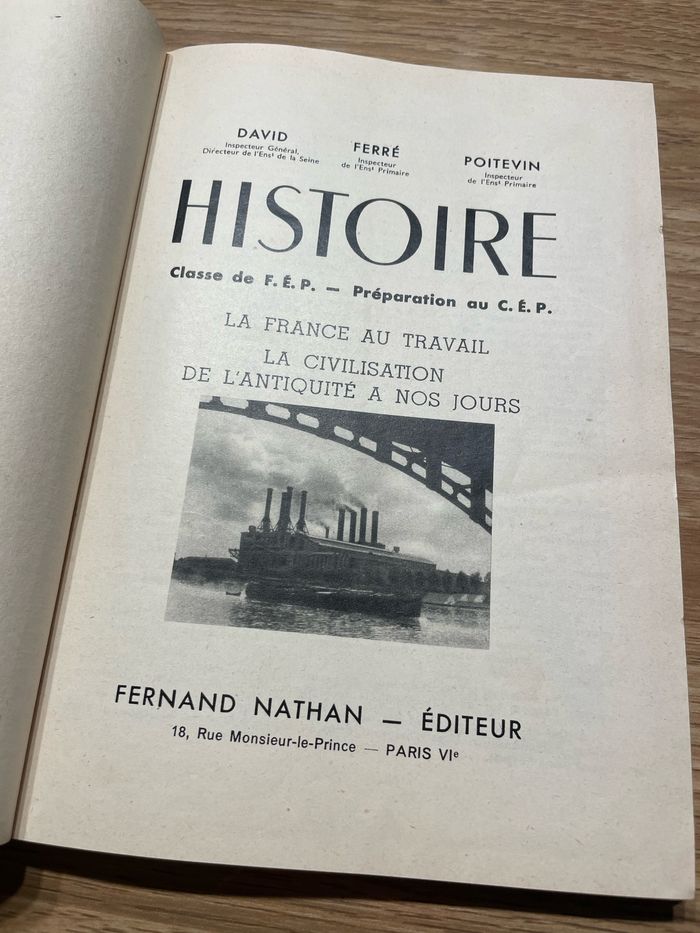 DAVID
Inspecteur Général,
Directeur de l'Ensᵗ de la Seine
FERRÉ
Inspecteur
de l'Ensᵗ Primaire
POITEVIN
Inspecteur
de l'Ensᵗ Primaire
HISTOIRE
Classe de F. É. P. — Préparation au C. É. P.
LA FRANCE AU TRAVAIL
LA CIVILISATION
DE L'ANTIQUITÉ A NOS JOURS
FERNAND NATHAN — ÉDITEUR
18, Rue Monsieur-le-Prince — PARIS VIᵉ